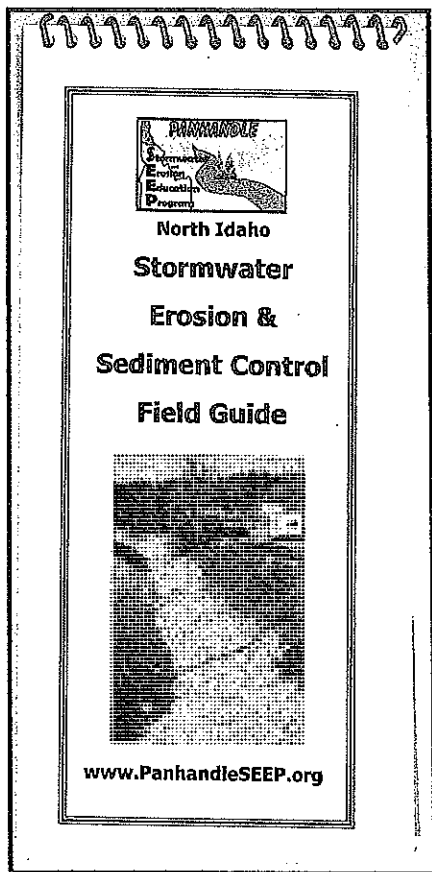 PANHANDLE
Stormwater
Erosion
Education
Program
North Idaho
Stormwater
Erosion &
Sediment Control
Field Guide
www.PanhandleSEEP.org